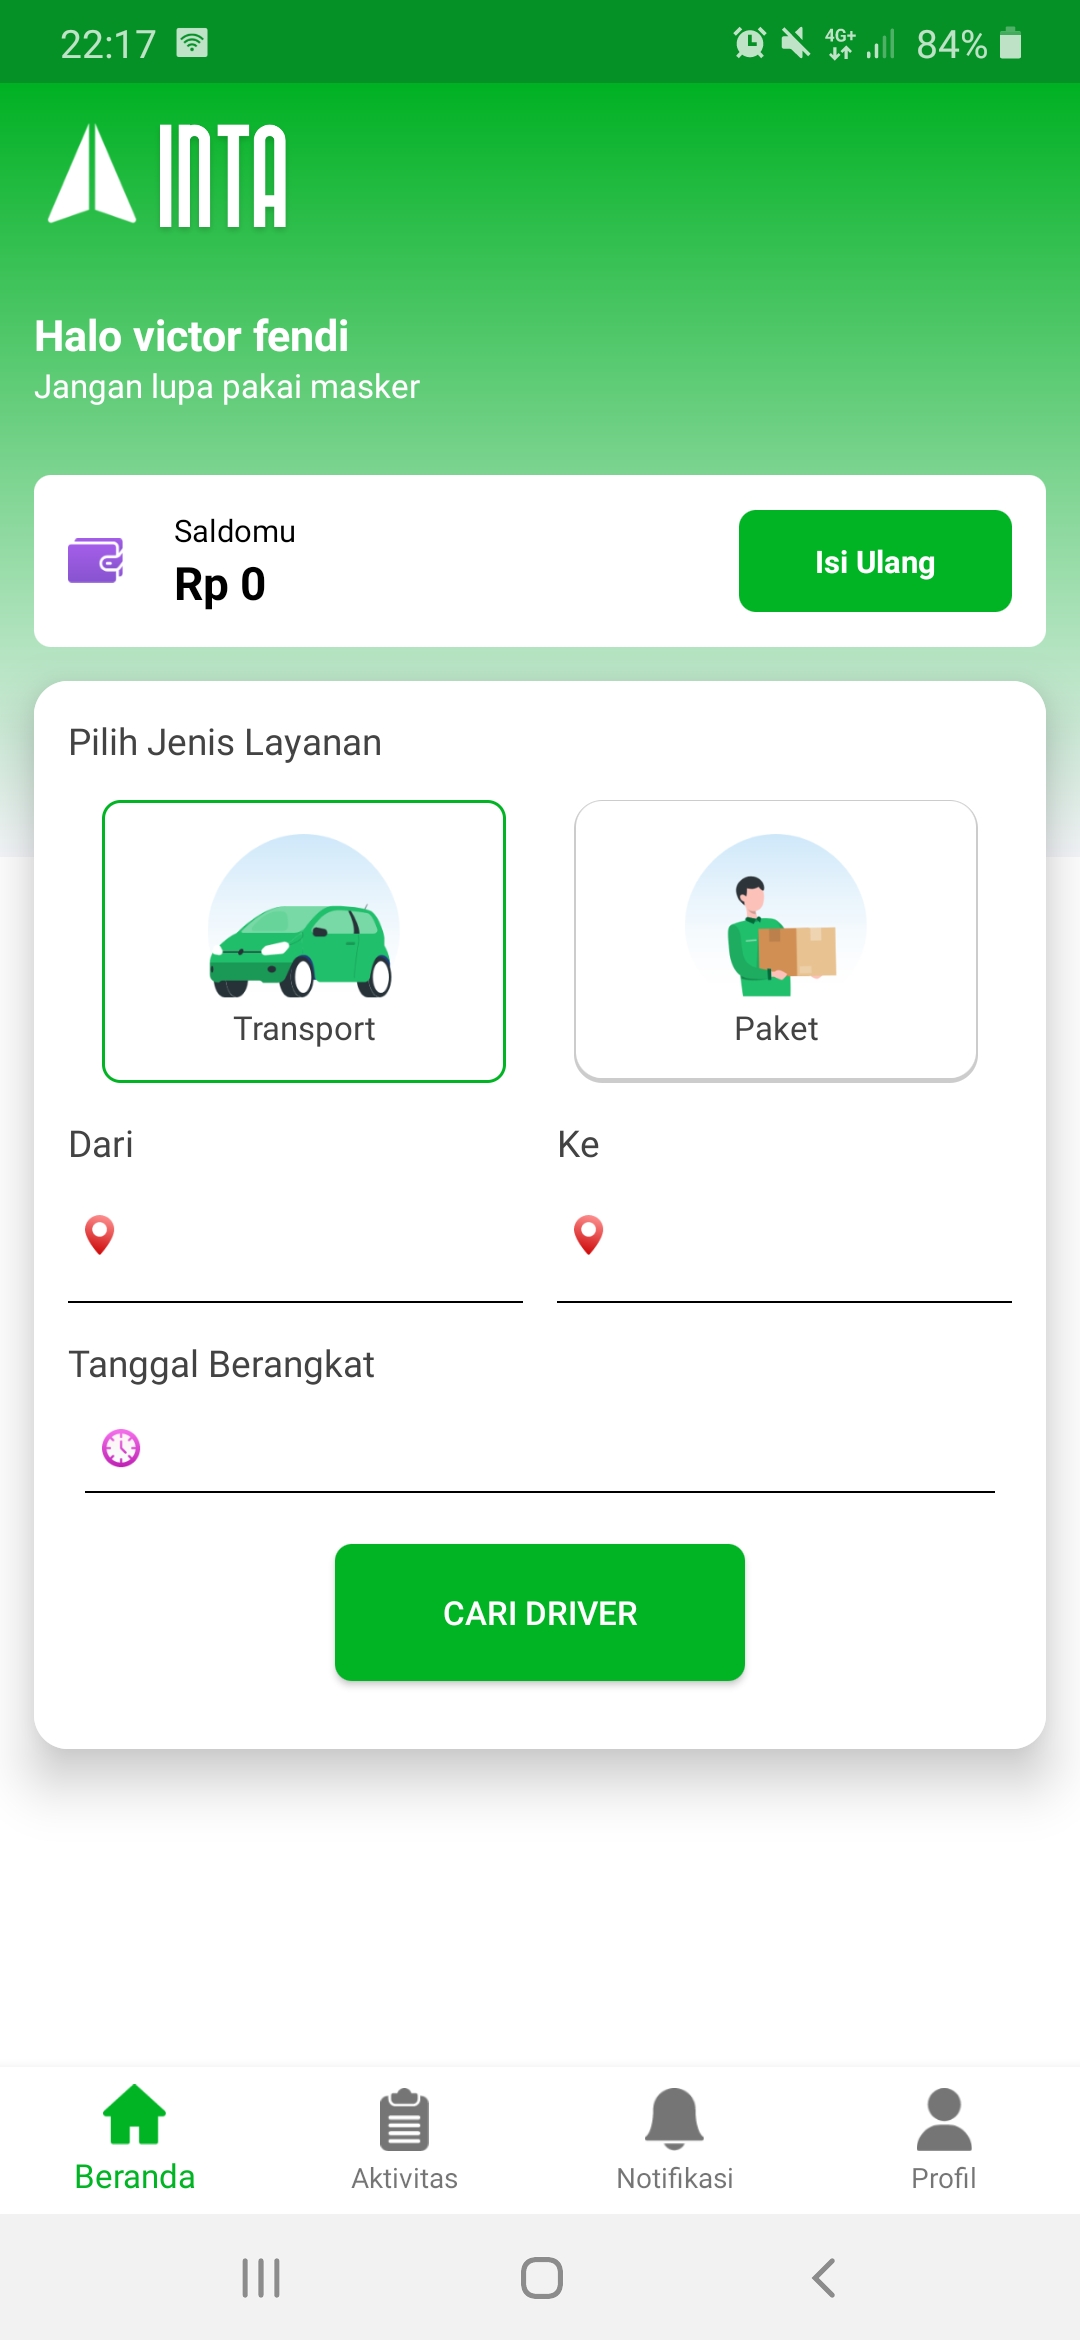 22:17
4G+
84%
INTA
Halo victor fendi
Jangan lupa pakai masker
Saldomu
Rp 0
Isi Ulang
Pilih Jenis Layanan
Transport
Paket
Dari
Ke
Tanggal Berangkat
CARI DRIVER
Beranda
Aktivitas
Notifikasi
Profil